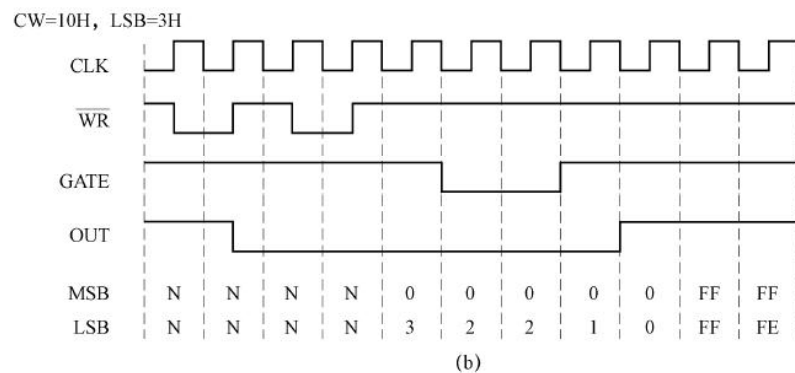 CW=10H, LSB=3H
CLK
WR
GATE
OUT
MSB N N N N 0 0 0 0 0 FF FF
LSB N N N N 3 2 2 1 0 FF FE
(b)